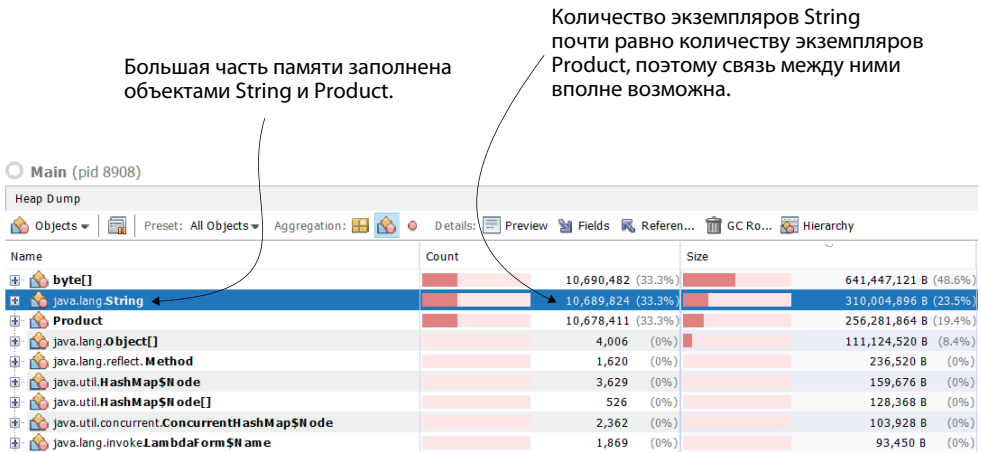 Количество экземпляров String
почти равно количеству экземпляров
Product, поэтому связь между ними
вполне возможна.
Большая часть памяти заполнена
объектами String и Product.
Main (pid 8908)
Heap Dump
Objects Preset: All Objects Aggregation: Details: Preview Fields Referen... GC Ro... Hierarchy
Name Count Size
byte[] 10,690,482 (33.3%) 641,447,121 B (48.6%)
java.lang.String 10,689,824 (33.3%) 310,004,896 B (23.5%)
Product 10,678,411 (33.3%) 256,281,864 B (19.4%)
java.lang.Object[] 4,006 (0%) 111,124,520 B (8.4%)
java.lang.reflect.Method 1,620 (0%) 236,520 B (0%)
java.util.HashMap$Node 3,629 (0%) 159,676 B (0%)
java.util.HashMap$Node[] 526 (0%) 128,368 B (0%)
java.util.concurrent.ConcurrentHashMap$Node 2,362 (0%) 103,928 B (0%)
java.lang.invoke.LambdaForm$Name 1,869 (0%) 93,450 B (0%)